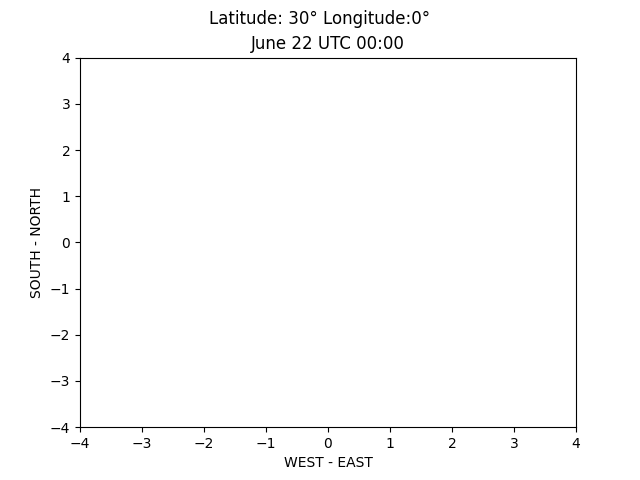 Latitude: 30° Longitude:0°
June 22 UTC 00:00
4
3
2
1
0
−1
−2
−3
−4
SOUTH - NORTH
−4 −3 −2 −1 0 1 2 3 4
WEST - EAST